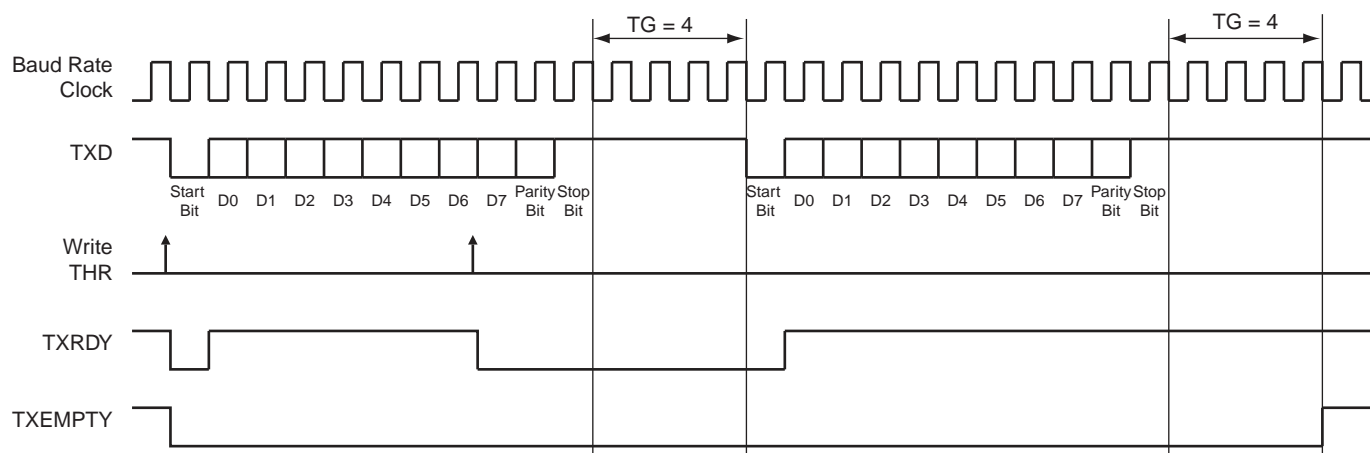 TG = 4
TG = 4
Baud Rate
Clock
TXD
Start
Bit
D0
D1
D2
D3
D4
D5
D6
D7
Parity
Bit
Stop
Bit
Start
Bit
D0
D1
D2
D3
D4
D5
D6
D7
Parity
Bit
Stop
Bit
Write
THR
TXRDY
TXEMPTY